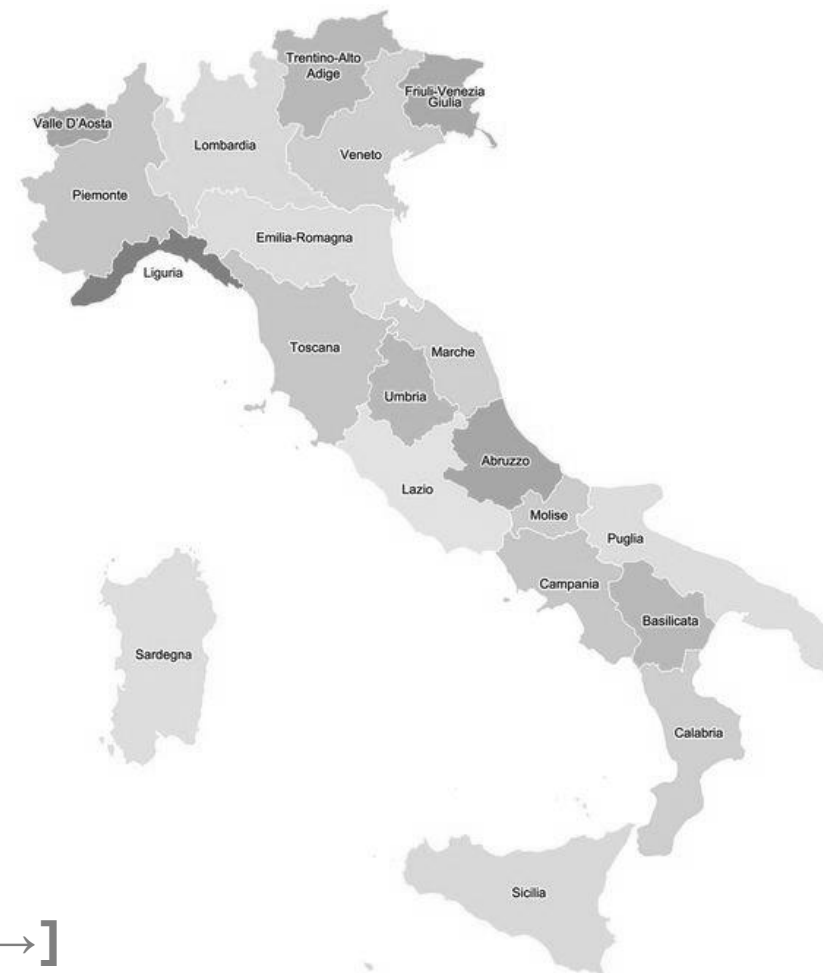 Trentino-Alto
Adige
Friuli-Venezia
Giulia
Valle D'Aosta
Lombardia
Veneto
Piemonte
Emilia-Romagna
Liguria
Toscana
Marche
Umbria
Abruzzo
Lazio
Molise
Puglia
Campania
Basilicata
Sardegna
Calabria
Sicilia
→]